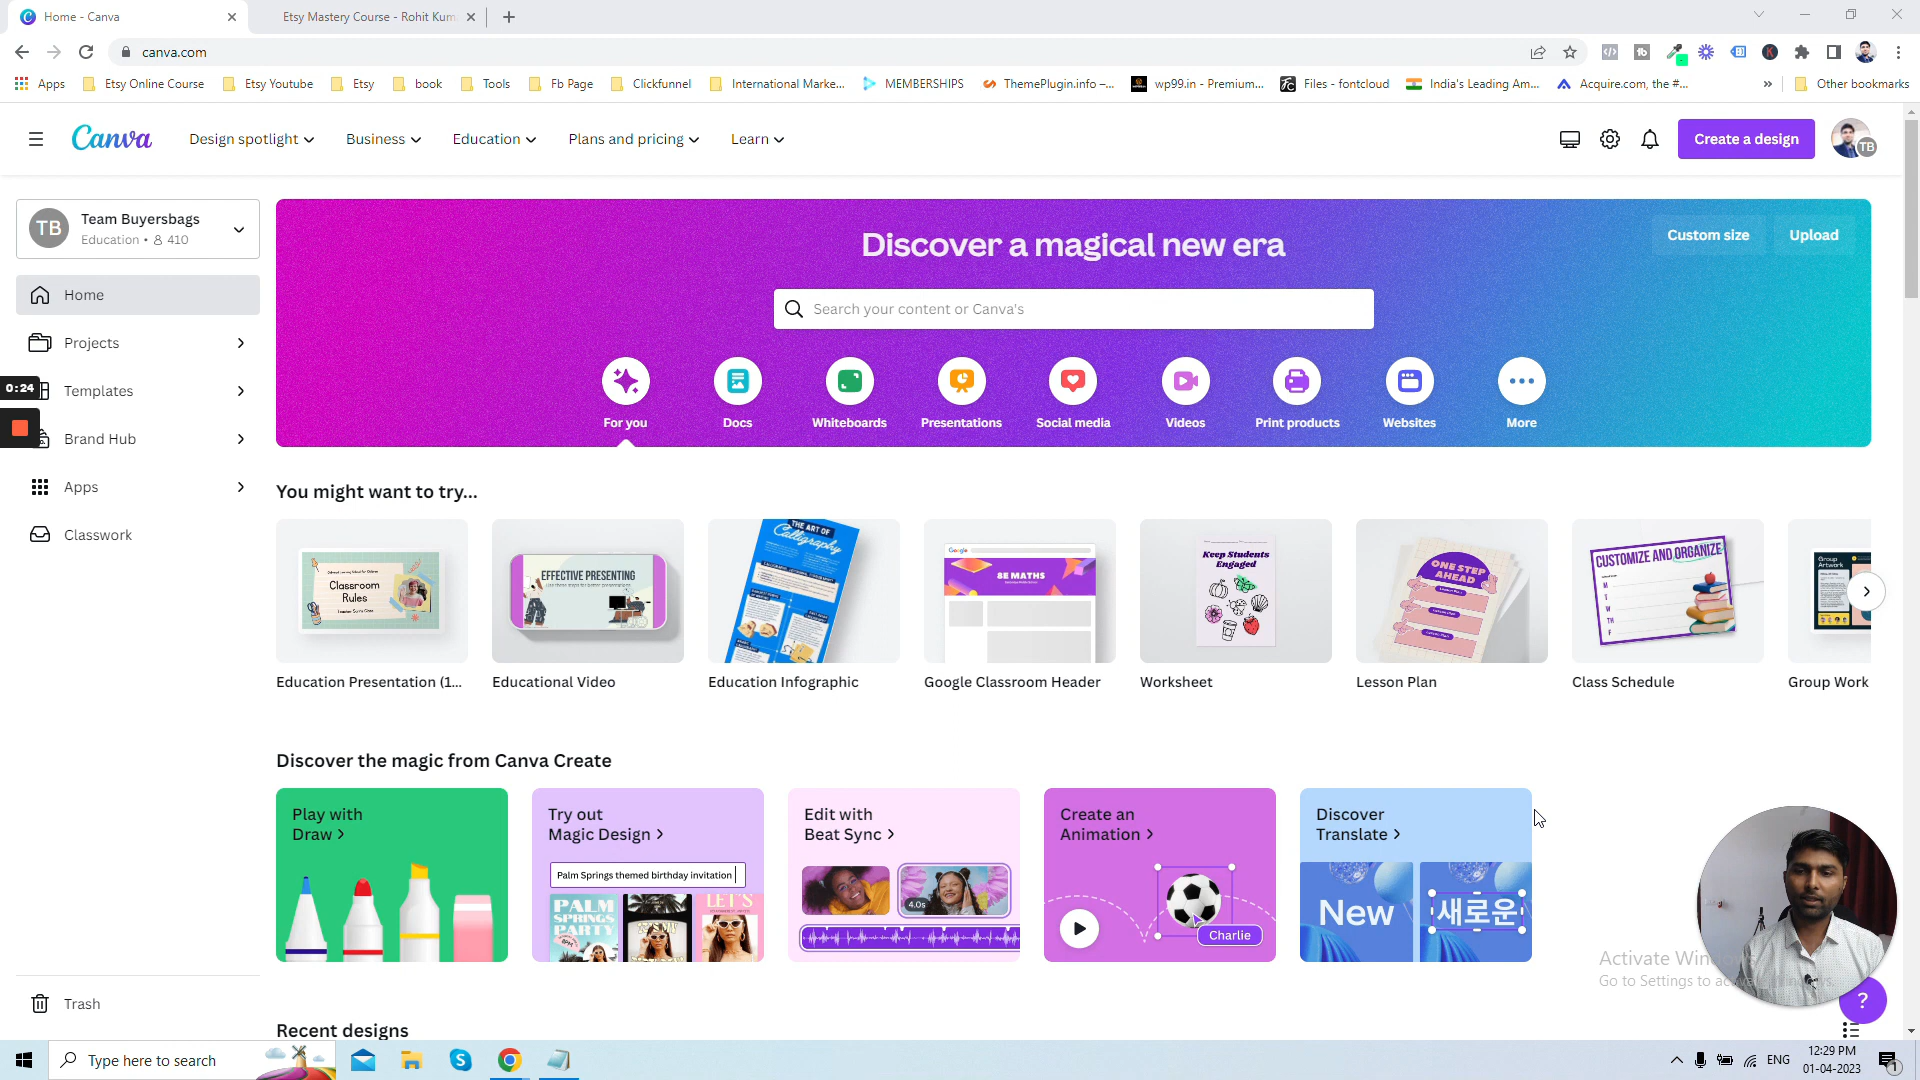 Home - Canva
Etsy Mastery Course - Rohit Kum
canva.com
Apps
Etsy Online Course
Etsy Youtube
Etsy
book
Tools
Fb Page
Clickfunnel
International Marke...
MEMBERSHIPS
ThemePlugin.info –...
wp99.in - Premium...
Files - fontcloud
India's Leading Am...
Acquire.com, the #...
»
Other bookmarks
Canva
Design spotlight
Business
Education
Plans and pricing
Learn
Create a design
TB
TB
Team Buyersbags
Education • 410
Discover a magical new era
Custom size
Upload
Search your content or Canva's
Home
Projects
0:24
Templates
Brand Hub
Apps
Classwork
For you
Docs
Whiteboards
Presentations
Social media
Videos
Print products
Websites
More
You might want to try...
Classroom
Rules
EFFECTIVE PRESENTING
THE ART OF
Calligraphy
Google
8E MATHS
Keep Students
Engaged
ONE STEP
AHEAD
CUSTOMIZE AND ORGANIZE
M
T
W
TH
F
Group
Artwork
Education Presentation (1...
Educational Video
Education Infographic
Google Classroom Header
Worksheet
Lesson Plan
Class Schedule
Group Work
Discover the magic from Canva Create
Play with
Draw >
Try out
Magic Design >
Palm Springs themed birthday invitation
PALM
SPRINGS
PARTY
LET'S
Edit with
Beat Sync >
4.0s
Create an
Animation >
Charlie
Discover
Translate >
New
새로운
Activate Win
Go to Settings to ac
?
Trash
Recent designs
Type here to search
ENG
12:29 PM
01-04-2023
1